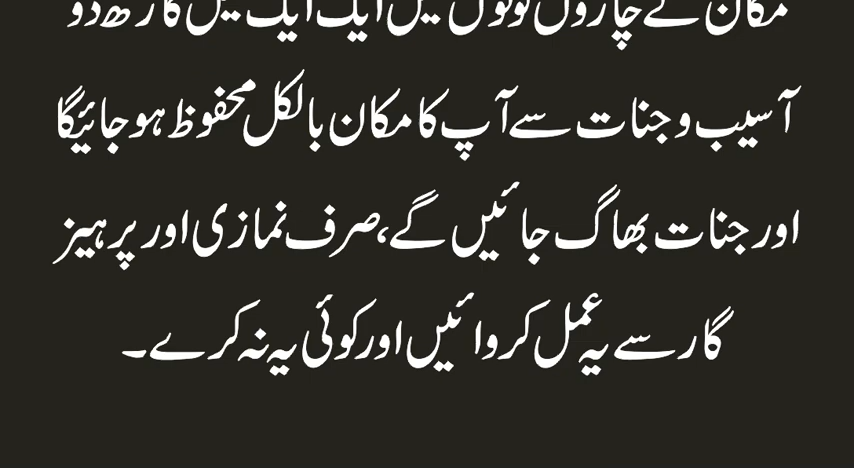 مکان کے چاروں کونوں میں ایک ایک میں گاڑھ دو
آسیب و جنات سے آپ کا مکان بالکل محفوظ ہو جائیگا
اور جنات بھاگ جائیں گے، صرف نمازی اور پرہیز
گار سے یہ عمل کروائیں اور کوئی یہ نہ کرے۔